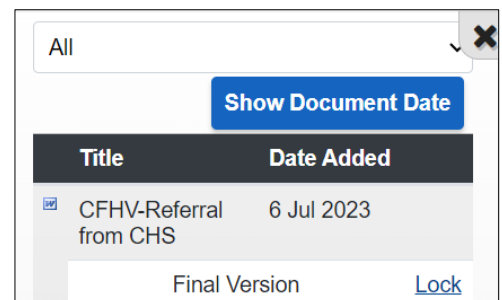 All
Show Document Date
Title Date Added
CFHV-Referral 6 Jul 2023
from CHS
Final Version Lock